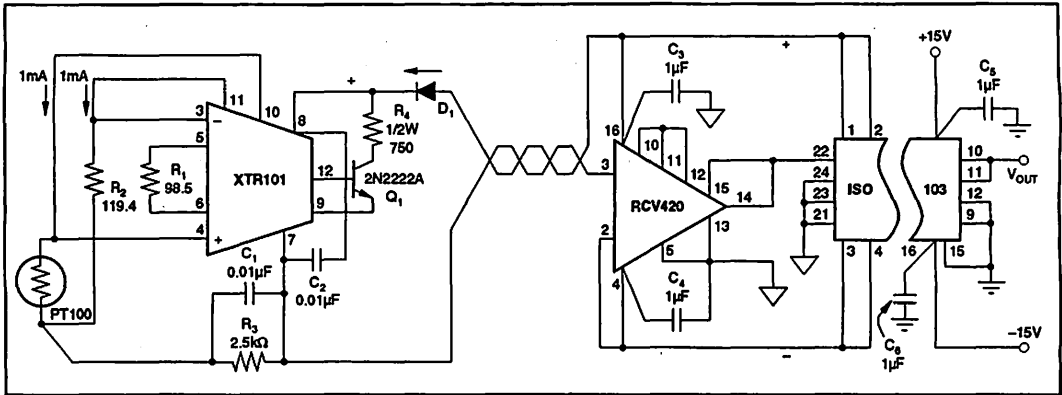 1mA 1mA
11
10
3
−
8
+
R4
1/2W
750
D1
5
R1
98.5
XTR101
12
2N2222A
Q1
R2
119.4
6
9
4
+
7
C1
0.01µF
C2
0.01µF
PT100
R3
2.5kΩ
C3
1µF
+
16
10
11
12
3
15
RCV420
14
2
13
5
4
C4
1µF
−
+15V
C5
1µF
1
2
22
24
23
21
ISO
103
10
11
VOUT
12
9
16
15
3
4
C6
1µF
−15V